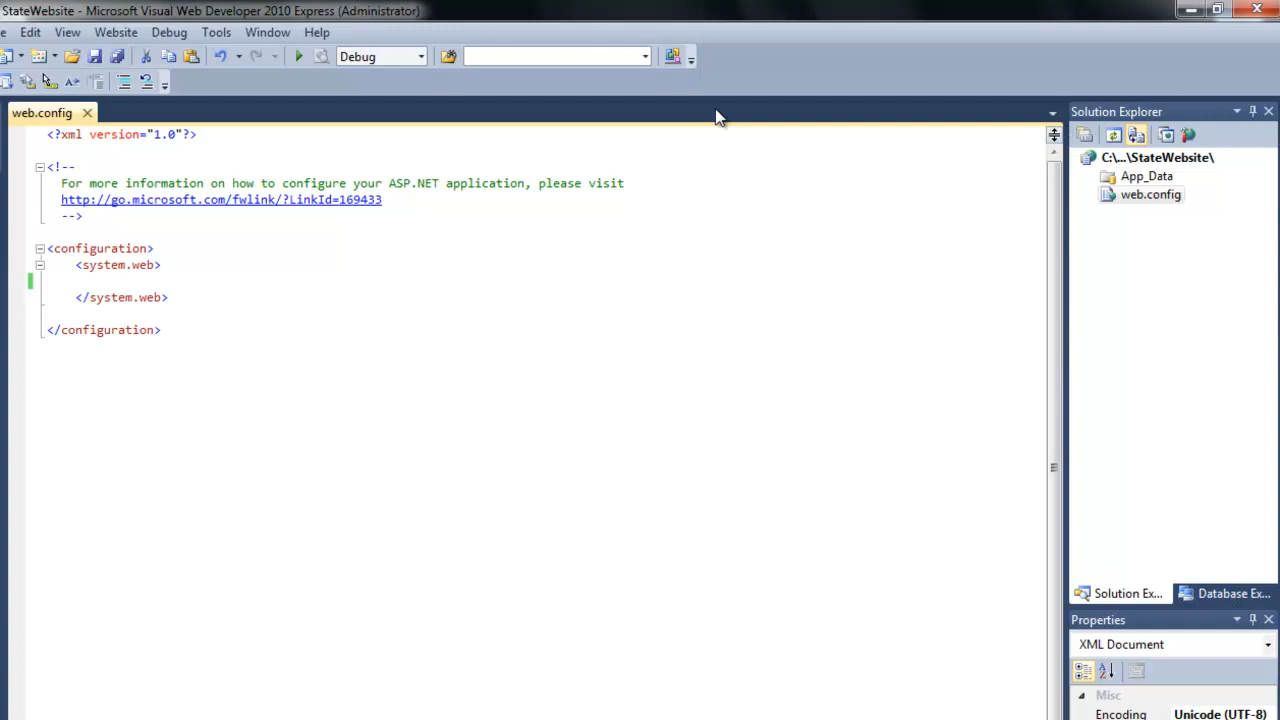 StateWebsite - Microsoft Visual Web Developer 2010 Express (Administrator)
Edit View Website Debug Tools Window Help
Debug
web.config
<?xml version="1.0"?>
<!--
For more information on how to configure your ASP.NET application, please visit
http://go.microsoft.com/fwlink/?LinkId=169433
-->
<configuration>
<system.web>
</system.web>
</configuration>
Solution Explorer
C:\...\StateWebsite\
App_Data
web.config
Solution Ex...
Database Ex...
Properties
XML Document
Misc
Encoding Unicode (UTF-8)